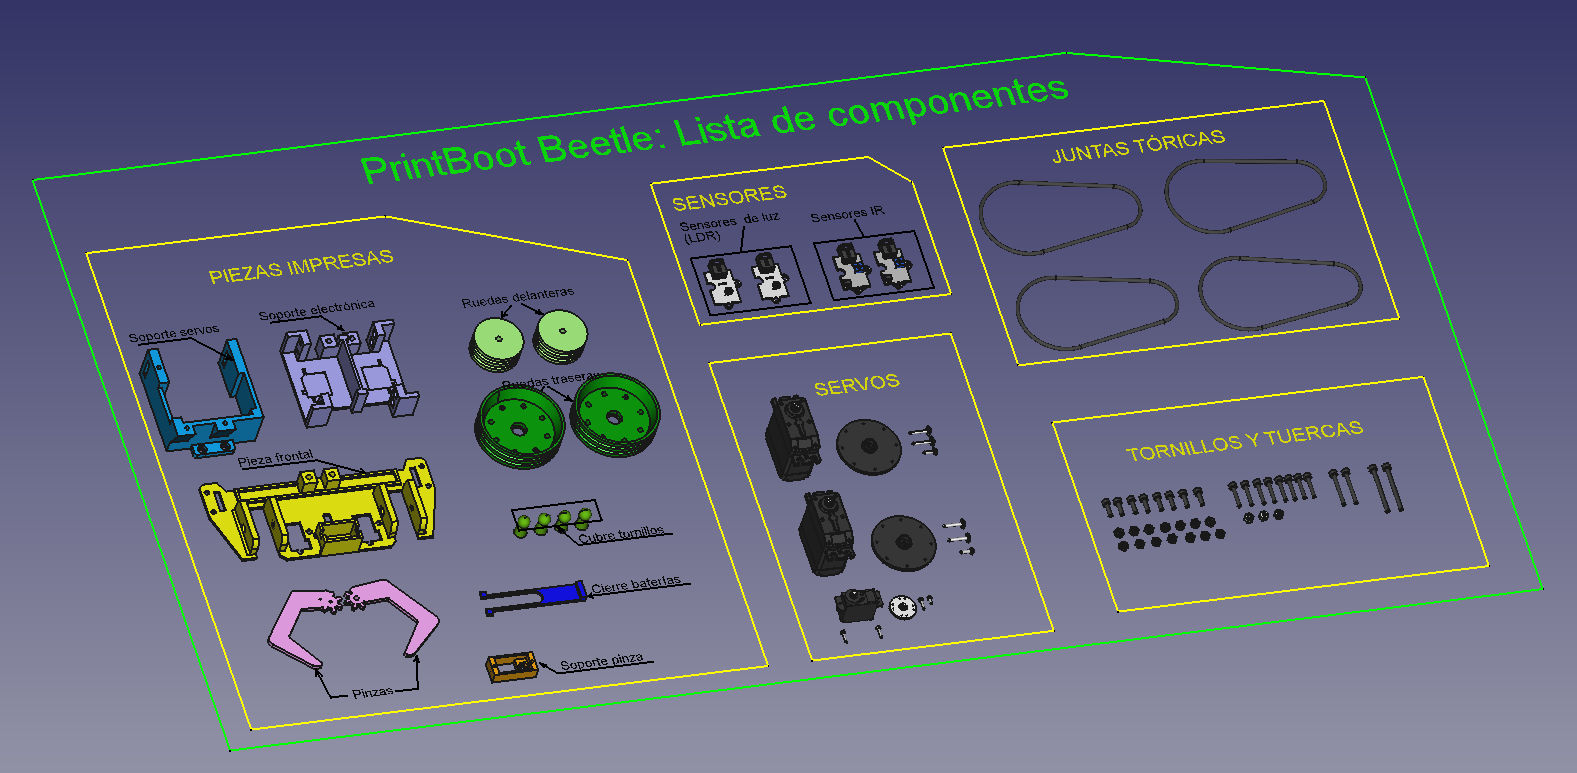 PrintBoot Beetle: Lista de componentes
PIEZAS IMPRESAS
Soporte servos
Soporte electrónica
Ruedas delanteras
Ruedas traseras
Pieza frontal
Cubre tornillos
Cierre baterías
Soporte pinza
Pinzas
SENSORES
Sensores de luz
(LDR)
Sensores IR
JUNTAS TÓRICAS
SERVOS
TORNILLOS Y TUERCAS